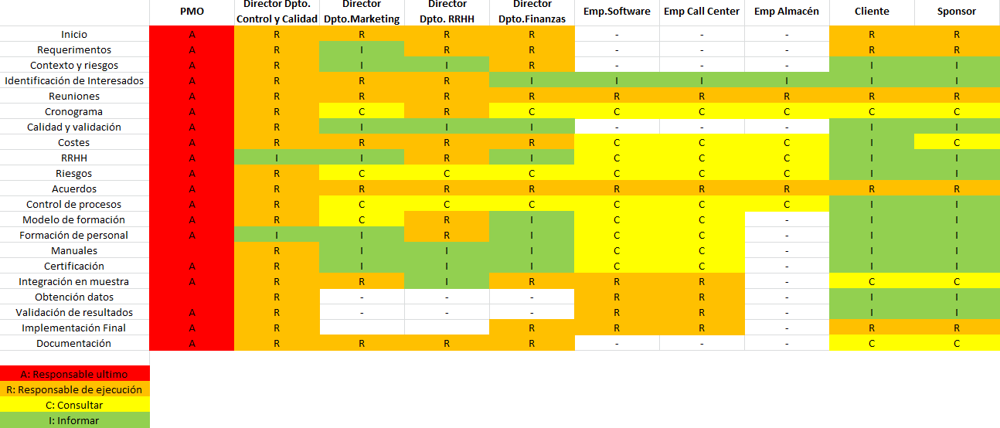 PMO Director Dpto. Control y Calidad Director Dpto.Marketing Director Dpto. RRHH Director Dpto.Finanzas Emp.Software Emp Call Center Emp Almacén Cliente Sponsor
Inicio A R R R R - - - R R
Requerimentos A R I R R - - - R R
Contexto y riesgos A R I I R - - - I I
Identificación de Interesados A R R R I I I I I I
Reuniones A R R R R R R R R R
Cronograma A R C R C C C C C C
Calidad y validación A R I I I - - - I I
Costes A R R R R C C C I C
RRHH A I I R I C C C I I
Riesgos A R C C C C C C I I
Acuerdos A R R R R R R R R R
Control de procesos A R C C C C C C I I
Modelo de formación A R C R I C C - I I
Formación de personal A I I R I C C - I I
Manuales R I I I C C - I I
Certificación A R I I I C C - I I
Integración en muestra A R R I R R R - C C
Obtención datos R - - - R R - I I
Validación de resultados A R - - - R R - I I
Implementación Final A R R R R - R R
Documentación A R R R R - - - C C
A: Responsable ultimo
R: Responsable de ejecución
C: Consultar
I: Informar